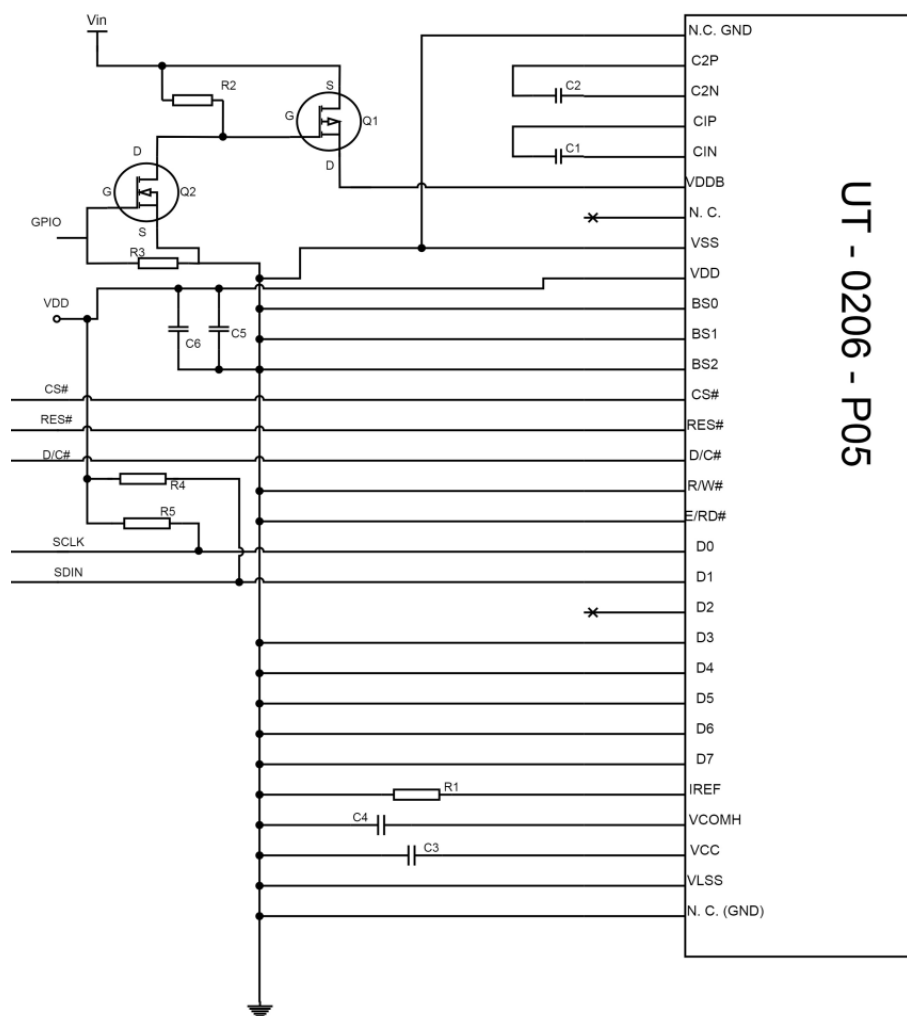 Vin
N.C. GND
C2P
R2
S
C2
C2N
G
Q1
CIP
D
D
C1
CIN
G
Q2
VDDB
GPIO
N. C.
S
R3
VSS
VDD
VDD
C6
C5
BS0
BS1
BS2
CS#
CS#
RES#
RES#
D/C#
D/C#
R4
R/W#
R5
E/RD#
SCLK
D0
SDIN
D1
D2
D3
D4
D5
D6
D7
R1
IREF
C4
VCOMH
C3
VCC
VLSS
N. C. (GND)
UT - 0206 - P05